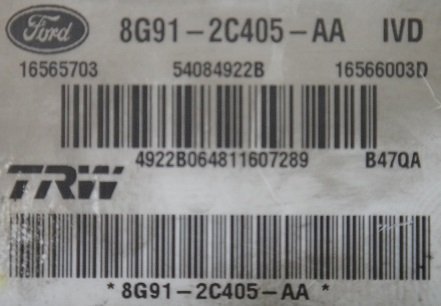 Ford 8G91-2C405-AA IVD
16565703 54084922B 16566003D
4922B064811607289 B47QA
TRW
*8G91-2C405-AA*